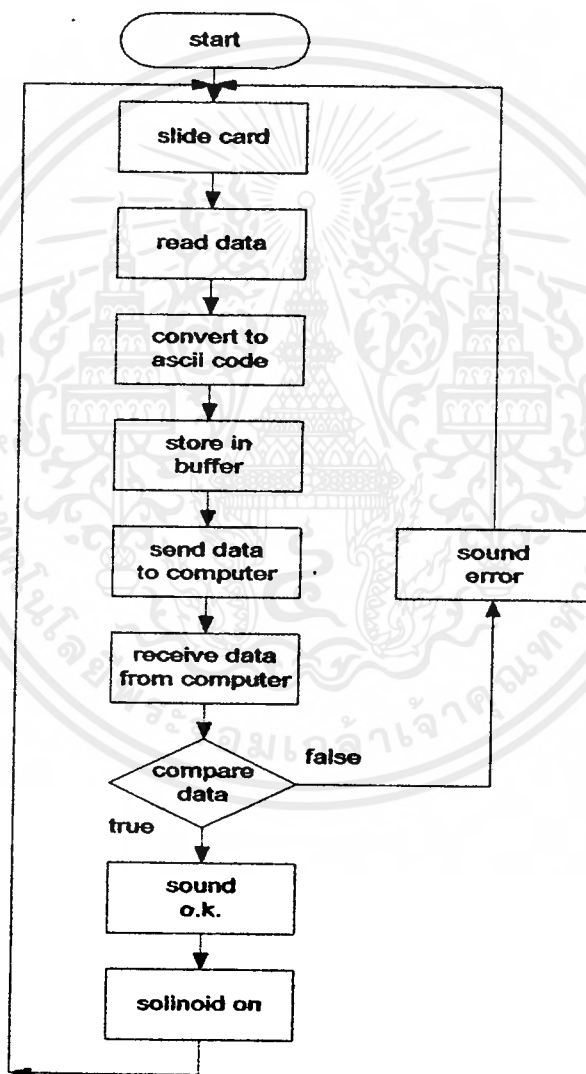 start
slide card
read data
convert to
ascii code
store in
buffer
send data
to computer
sound
error
receive data
from computer
compare
data
false
true
sound
o.k.
solinoid on